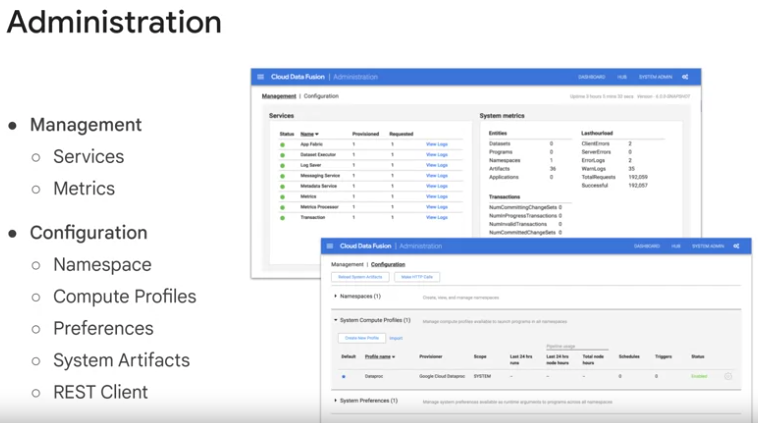 Administration
● Management
○ Services
○ Metrics
● Configuration
○ Namespace
○ Compute Profiles
○ Preferences
○ System Artifacts
○ REST Client
Cloud Data Fusion | Administration DASHBOARD HUB SYSTEM ADMIN
Management | Configuration Uptime 3 hours
Services
Status Name Provisioned Requested
App Fabric 1 1 View Logs
Dataset Executor 1 1 View Logs
Log Saver 1 1 View Logs
Messaging Service 1 1 View Logs
Metadata Service 1 1 View Logs
Metrics 1 1 View Logs
Metrics Processor 1 1 View Logs
Transaction 1 1 View Logs
System metrics
Entities
Datasets 0
Programs 0
Namespaces 1
Artifacts 36
Applications 0
Transactions
NumCommittingChangeSets 0
NumInProgressTransactions 0
NumInvalidTransactions 0
NumCommittedChangeSets 0
Lasthourload
ClientErrors 2
ServerErrors 0
ErrorLogs 2
WarnLogs 35
TotalRequests 192,059
Successful 192,057
Cloud Data Fusion | Administration DASHBOARD HUB SYSTEM ADMIN
Management | Configuration
Reload System Artifacts Make HTTP Calls
Namespaces (1) Create, view, and manage namespaces
System Compute Profiles (1) Manage compute profiles available to launch programs in all namespaces
Create New Profile Import
Pipeline usage
Default Profile name Provisioner Scope Last 24 hrs runs Last 24 hrs node hours Total node hours Schedules Triggers Status
Dataproc Google Cloud Dataproc SYSTEM -- -- -- 0 0 Enabled
System Preferences (1) Manage system preferences available as runtime arguments to programs across all namespaces